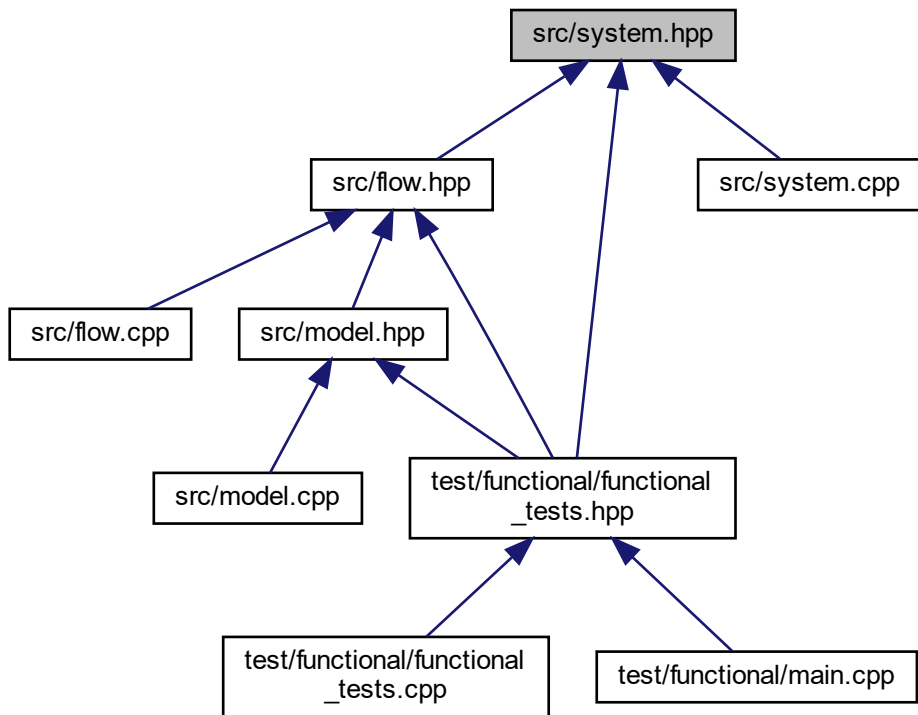 src/system.hpp
src/flow.hpp
src/system.cpp
src/flow.cpp
src/model.hpp
src/model.cpp
test/functional/functional
_tests.hpp
test/functional/functional
_tests.cpp
test/functional/main.cpp